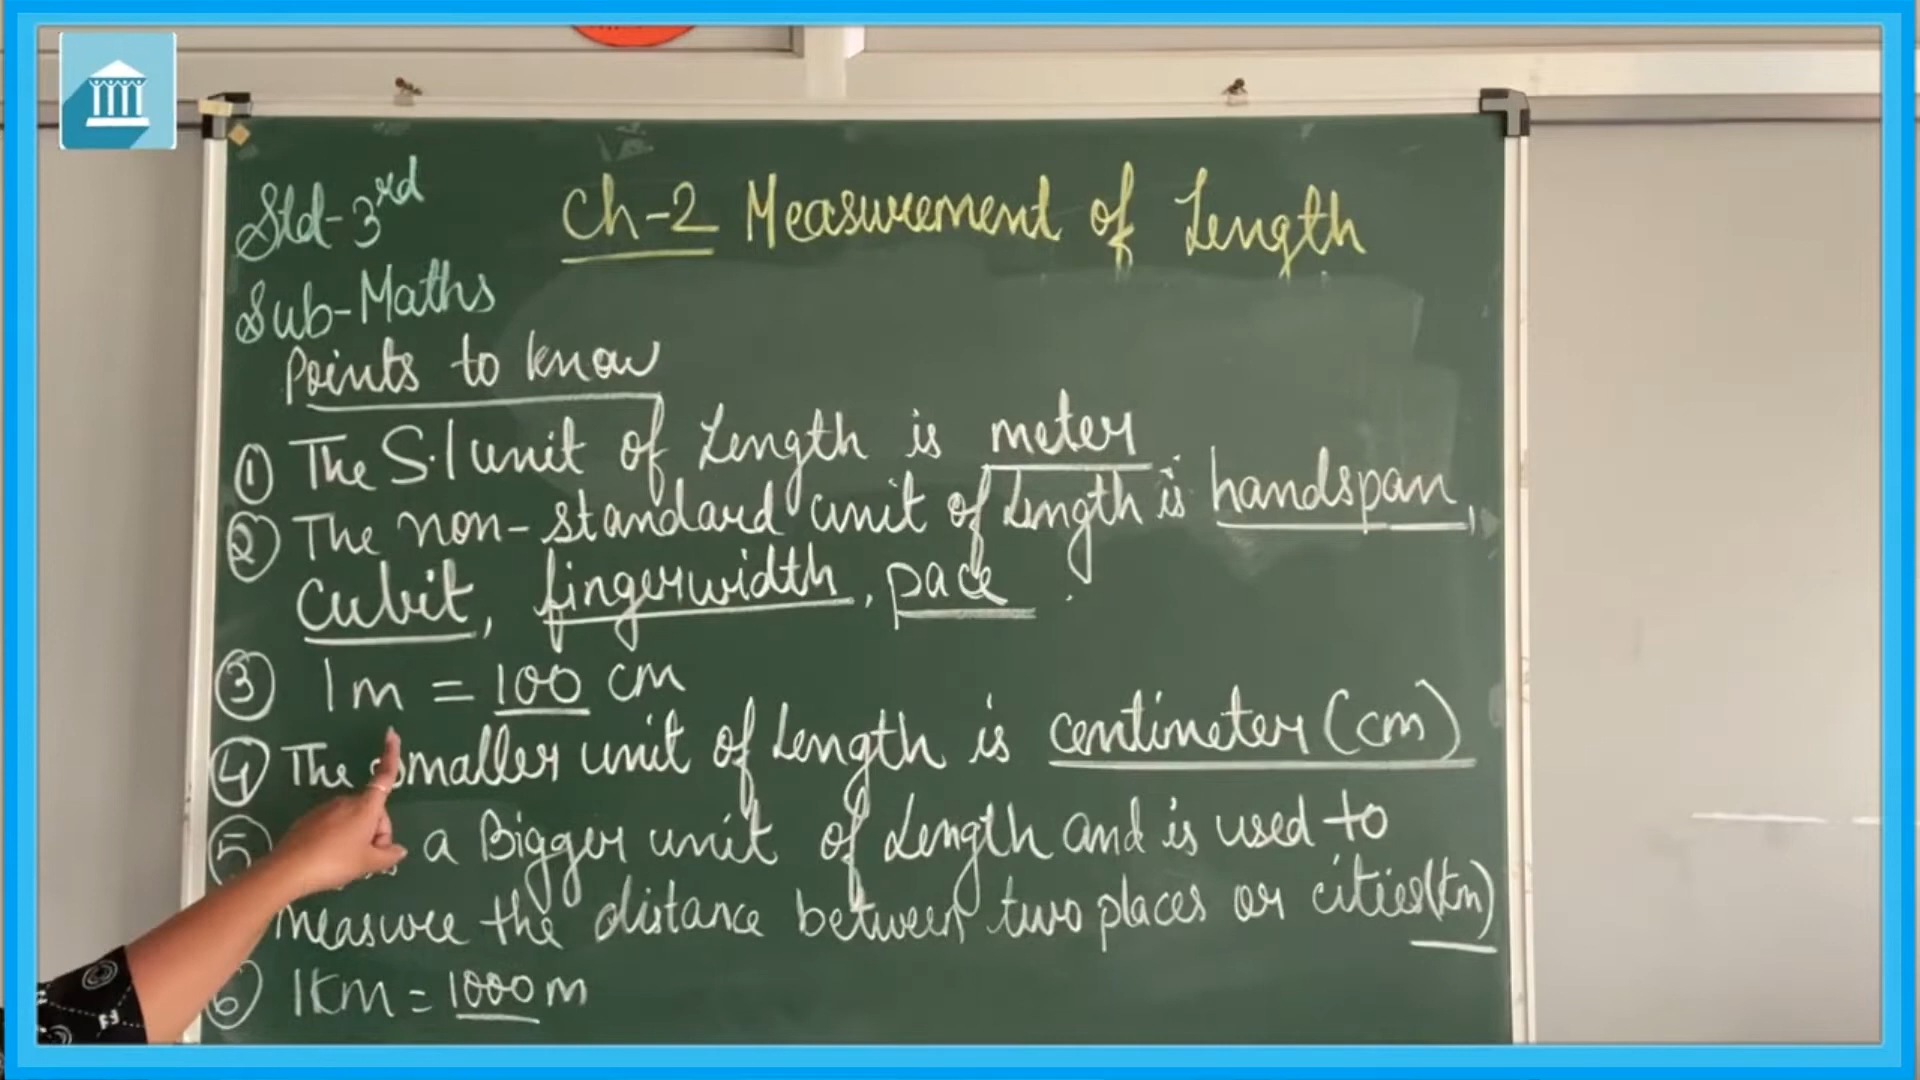 Std-3rd
Ch-2 Measurement of Length
Sub-Maths
Points to know
① The S.I unit of Length is meter
② The non-standard unit of Length is handspan,
Cubit, fingerwidth, pace.
③ 1m = 100 cm
④ The smaller unit of Length is centimeter (cm)
⑤ a Bigger unit of Length and is used to
measure the distance between two places or cities (km)
⑥ 1km = 1000 m